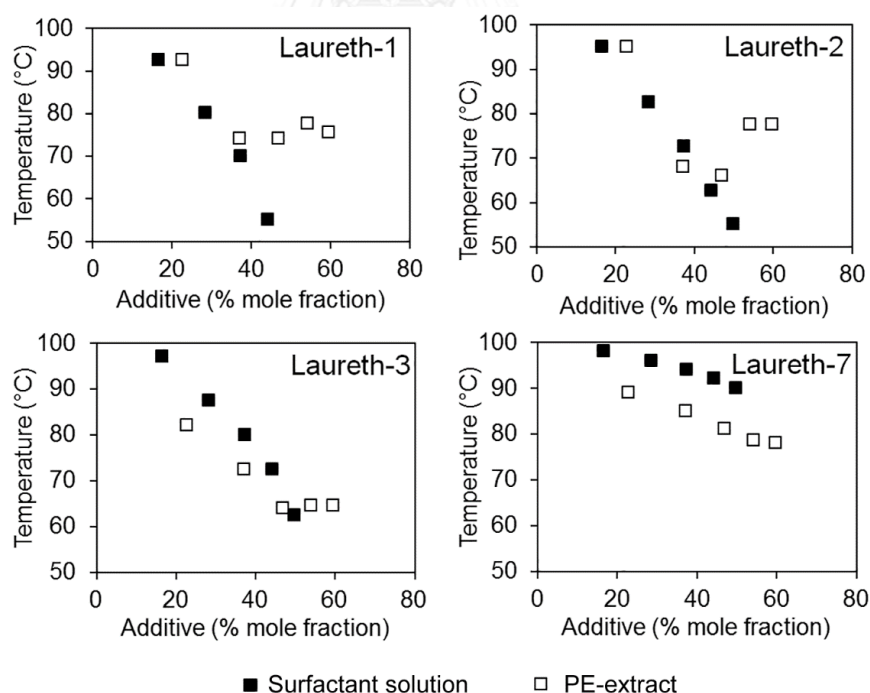 Laureth-1
Temperature (°C)
100
90
80
70
60
50
0 20 40 60 80
Additive (% mole fraction)
Laureth-2
Temperature (°C)
100
90
80
70
60
50
0 20 40 60 80
Additive (% mole fraction)
Laureth-3
Temperature (°C)
100
90
80
70
60
50
0 20 40 60 80
Additive (% mole fraction)
Laureth-7
Temperature (°C)
100
90
80
70
60
50
0 20 40 60 80
Additive (% mole fraction)
Surfactant solution PE-extract